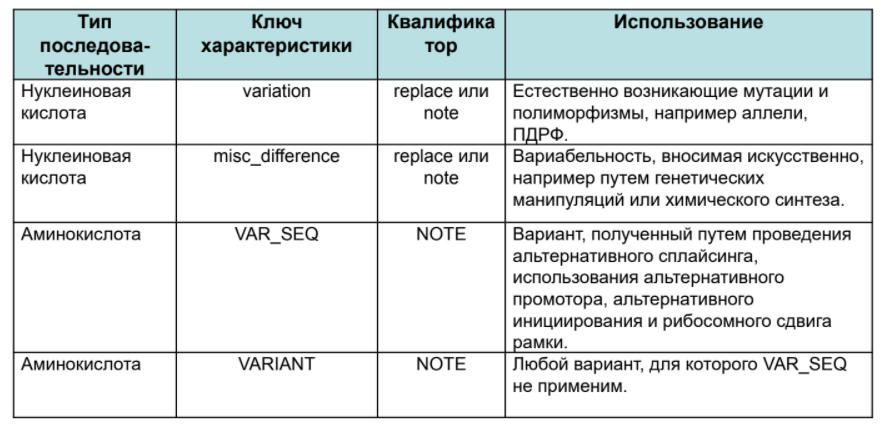 Тип
последова-
тельности
Ключ
характеристики
Квалифика
тор
Использование
Нуклеиновая
кислота
variation
replace или
note
Естественно возникающие мутации и
полиморфизмы, например аллели,
ПДРФ.
Нуклеиновая
кислота
misc_difference
replace или
note
Вариабельность, вносимая искусственно,
например путем генетических
манипуляций или химического синтеза.
Аминокислота
VAR_SEQ
NOTE
Вариант, полученный путем проведения
альтернативного сплайсинга,
использования альтернативного
промотора, альтернативного
инициирования и рибосомного сдвига
рамки.
Аминокислота
VARIANT
NOTE
Любой вариант, для которого VAR_SEQ
не применим.